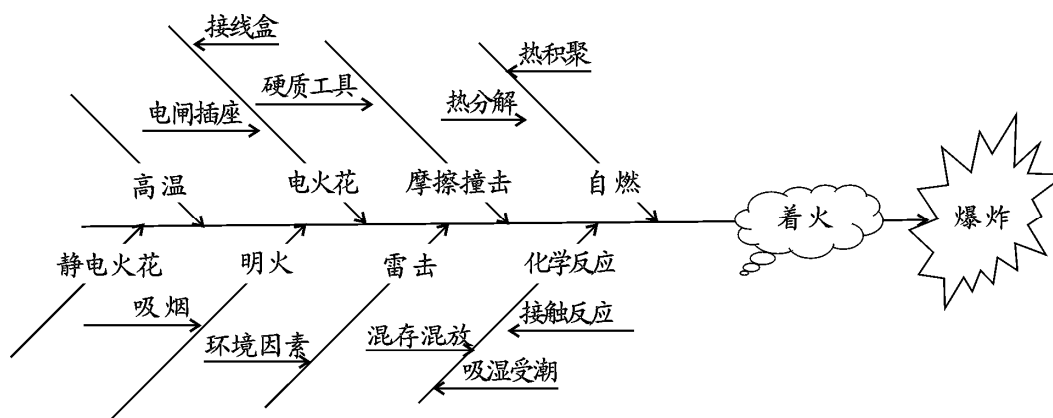 接线盒
硬质工具
热积聚
电闸插座
热分解
高温
电火花
摩擦撞击
自燃
着火
爆炸
静电火花
明火
雷击
化学反应
吸烟
环境因素
混存混放
接触反应
吸湿受潮